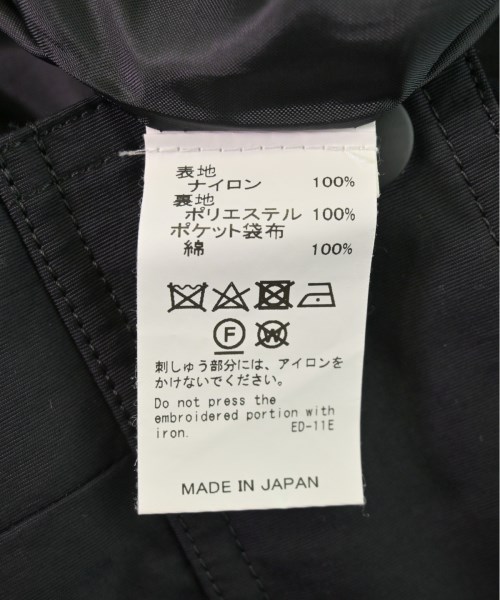 表地
ナイロン 100%
裏地
ポリエステル 100%
ポケット袋布
綿 100%
F W
刺しゅう部分には、アイロンを
かけないでください。
Do not press the
embroidered portion with
iron. ED-11E
MADE IN JAPAN